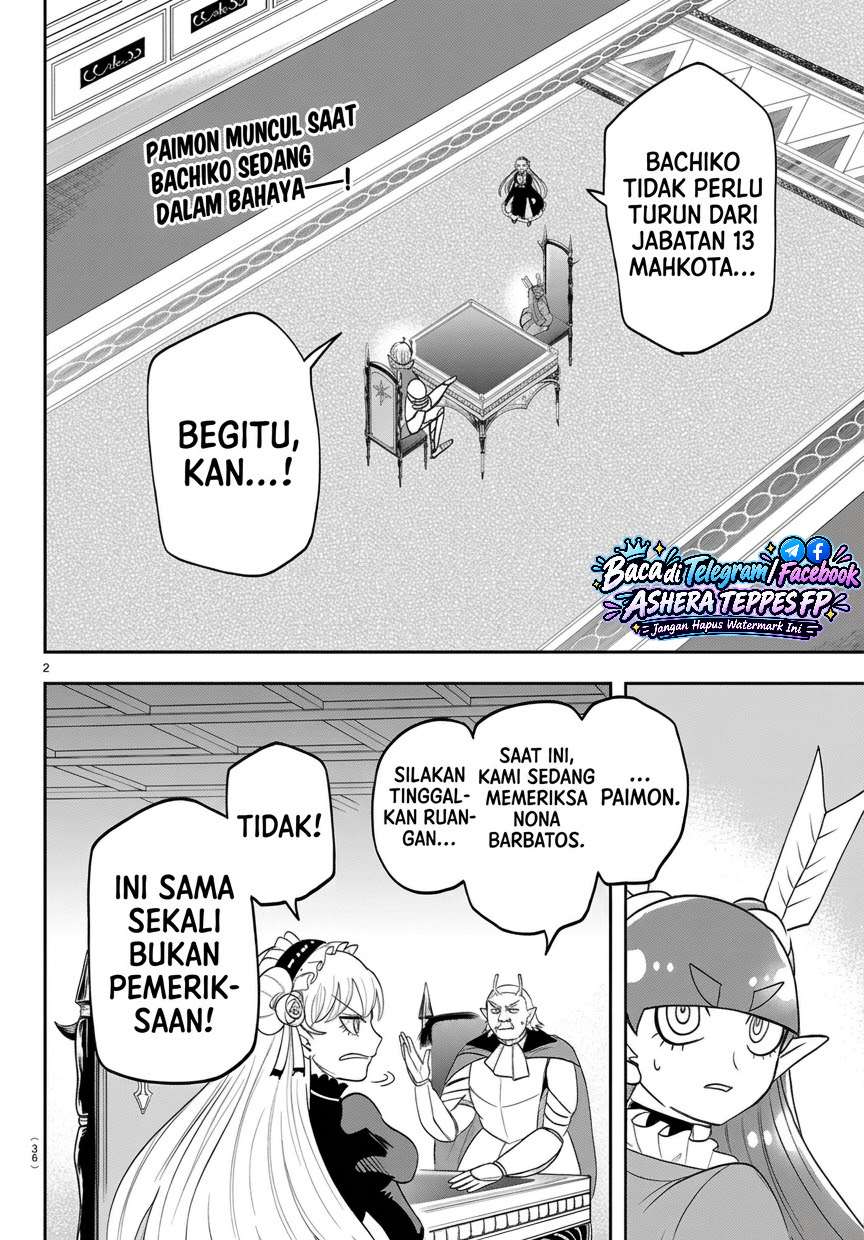 PAIMON MUNCUL SAAT
BACHIKO SEDANG
DALAM BAHAYA—!
BACHIKO
TIDAK PERLU
TURUN DARI
JABATAN 13
MAHKOTA...
BEGITU,
KAN...!
Baca di Telegram/Facebook
ASHERA TEPPES FP
Jangan Hapus Watermark Ini
2
...
PAIMON.
SAAT INI,
KAMI SEDANG
MEMERIKSA
NONA
BARBATOS.
SILAKAN
TINGGAL-
KAN RUAN-
GAN...
TIDAK!
INI SAMA
SEKALI
BUKAN
PEMERIK-
SAAN!
(36)